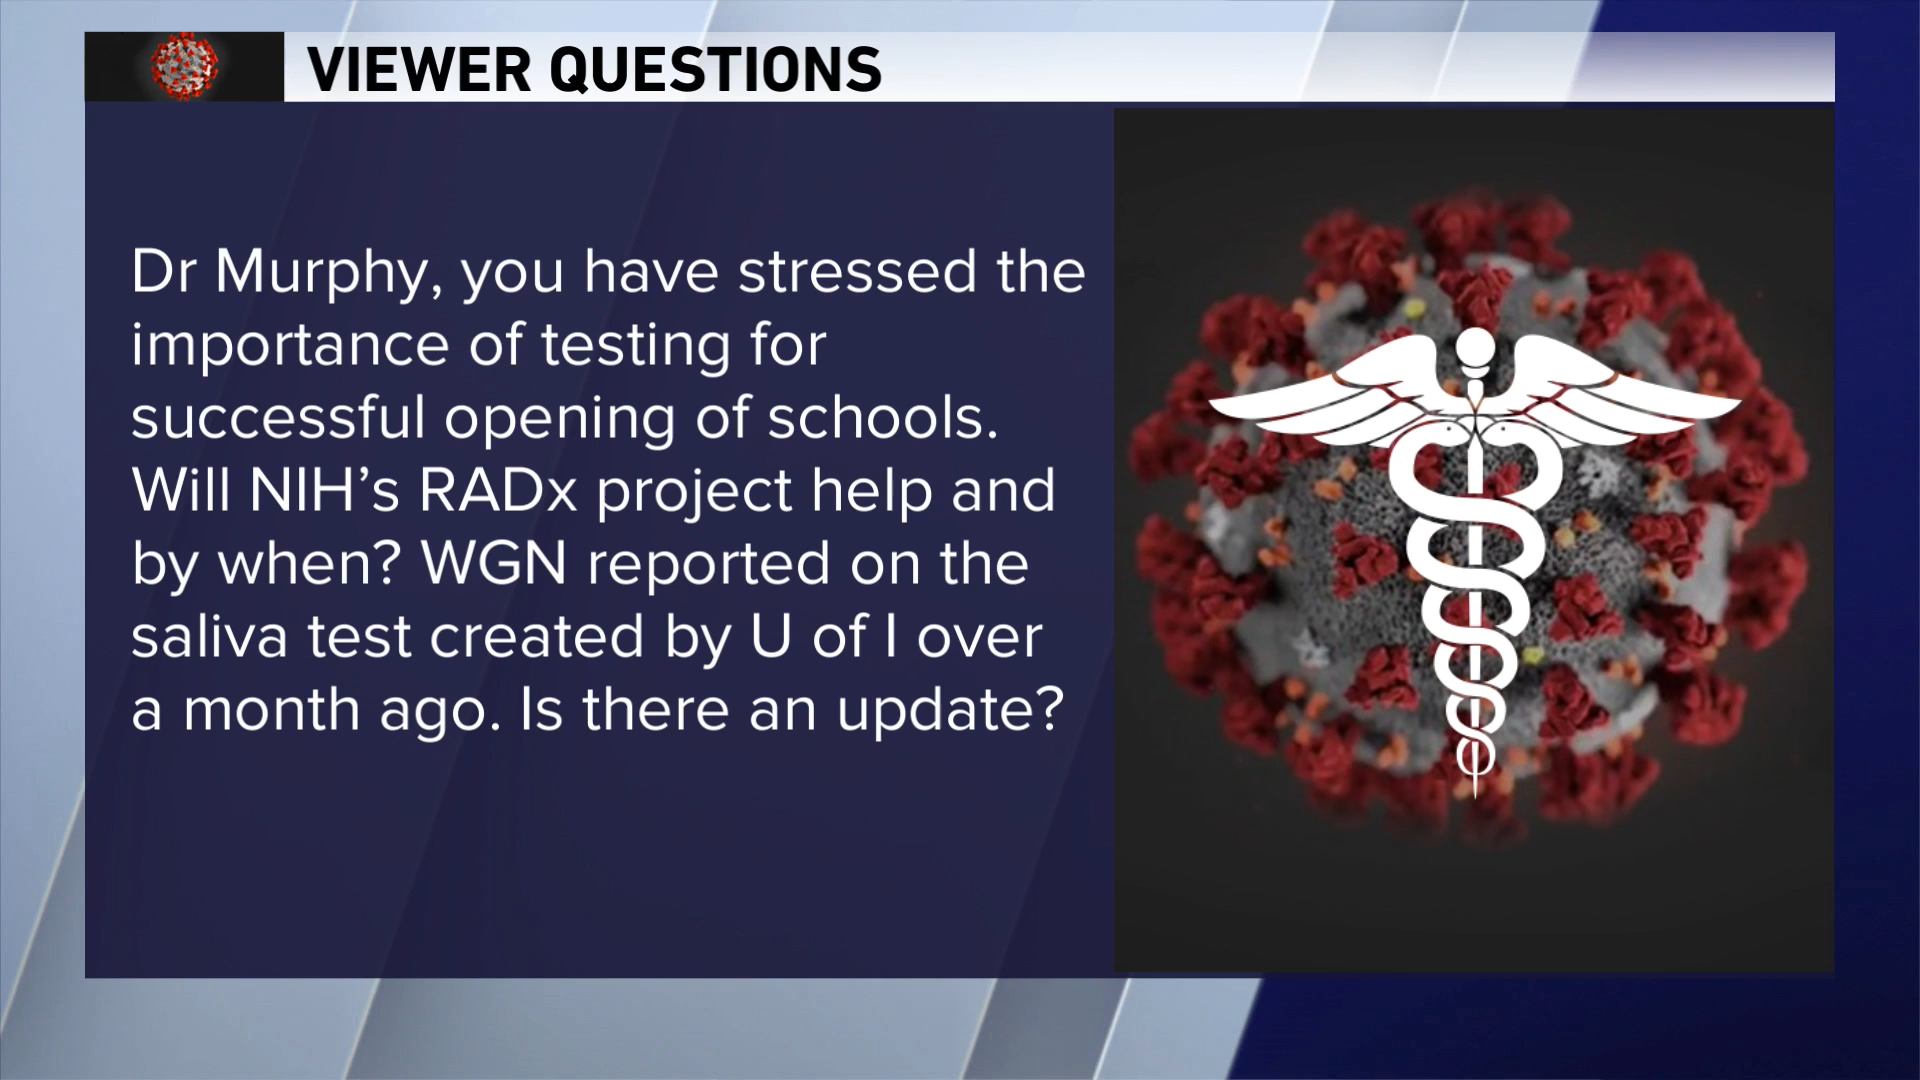 VIEWER QUESTIONS
Dr Murphy, you have stressed the
importance of testing for
successful opening of schools.
Will NIH’s RADx project help and
by when? WGN reported on the
saliva test created by U of I over
a month ago. Is there an update?